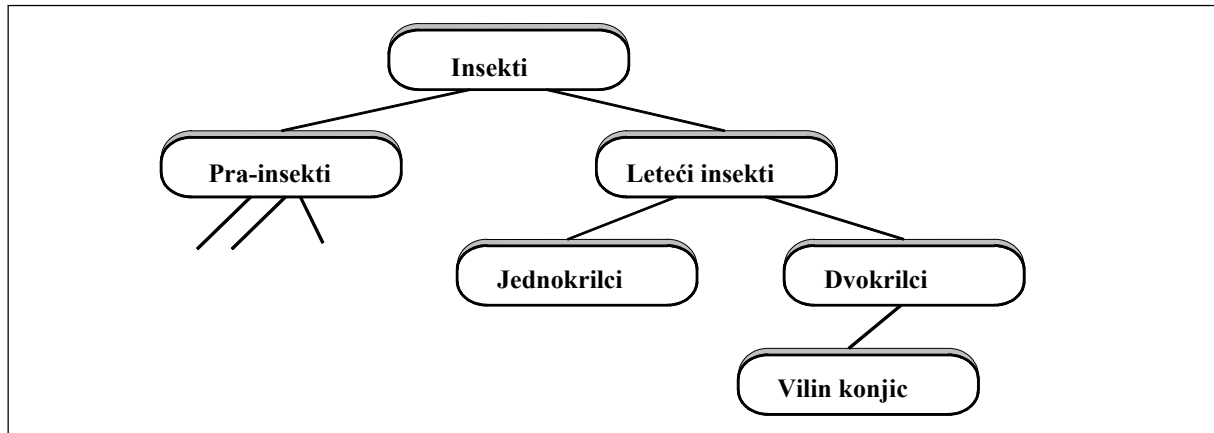 Insekti
Pra-insekti
Leteći insekti
Jednokrilci
Dvokrilci
Vilin konjic